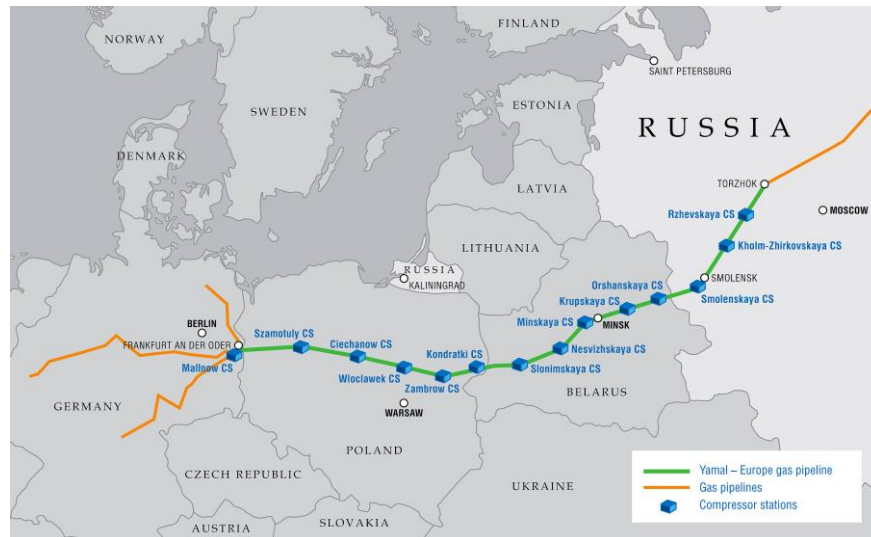 FINLAND
NORWAY
SAINT PETERSBURG
SWEDEN
ESTONIA
RUSSIA
DENMARK
LATVIA
TORZHOK
MOSCOW
Rzhevskaya CS
LITHUANIA
Kholm-Zhirkovskaya CS
RUSSIA
KALININGRAD
SMOLENSK
Orshanskaya CS
Smolenskaya CS
Krupskaya CS
Minskaya CS
MINSK
BERLIN
Szamotuly CS
FRANKFURT AN DER ODER
Ciechanow CS
Kondratki CS
Nesvizhskaya CS
Mallnow CS
Wloclawek CS
Slonimskaya CS
Zambrow CS
BELARUS
GERMANY
WARSAW
POLAND
CZECH REPUBLIC
UKRAINE
Yamal – Europe gas pipeline
Gas pipelines
Compressor stations
SLOVAKIA
AUSTRIA